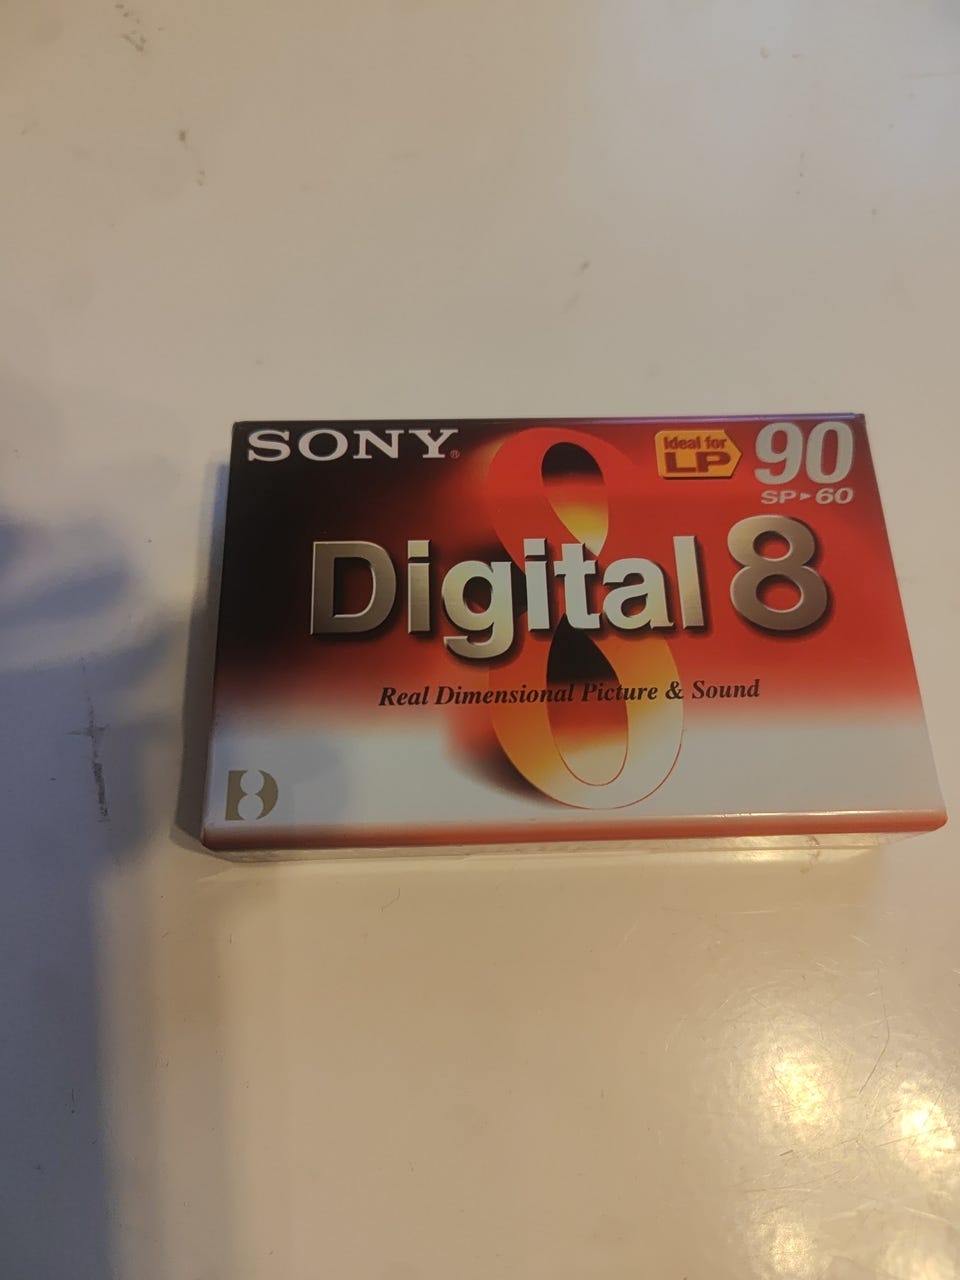 SONY®
Ideal for
LP
90
SP▶60
Digital 8
Real Dimensional Picture & Sound